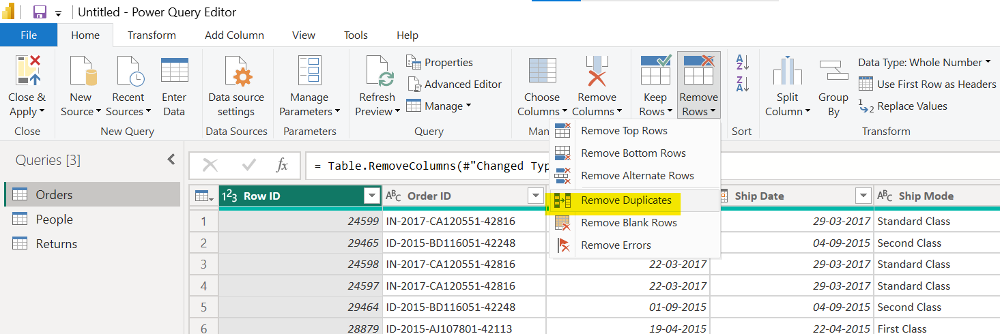 Untitled - Power Query Editor
File Home Transform Add Column View Tools Help
Close & Apply New Source Recent Sources Enter Data Data source settings Manage Parameters Refresh Preview Properties Advanced Editor Manage Choose Columns Remove Columns Keep Rows Remove Rows A Z Z A Split Column Group By Data Type: Whole Number Use First Row as Headers 1 2 Replace Values
Close New Query Data Sources Parameters Query Sort Transform
Remove Top Rows
Remove Bottom Rows
Remove Alternate Rows
Remove Duplicates
Remove Blank Rows
Remove Errors
Queries [3]
Orders
People
Returns
fx = Table.RemoveColumns(#"Changed
123 Row ID ABC Order ID Ship Date ABC Ship Mode
1 24599 IN-2017-CA120551-42816 29-03-2017 Standard Class
2 29465 ID-2015-BD116051-42248 04-09-2015 Second Class
3 24598 IN-2017-CA120551-42816 22-03-2017 29-03-2017 Standard Class
4 24597 IN-2017-CA120551-42816 22-03-2017 29-03-2017 Standard Class
5 29464 ID-2015-BD116051-42248 01-09-2015 04-09-2015 Second Class
6 28879 ID-2015-AJ107801-42113 19-04-2015 22-04-2015 First Class